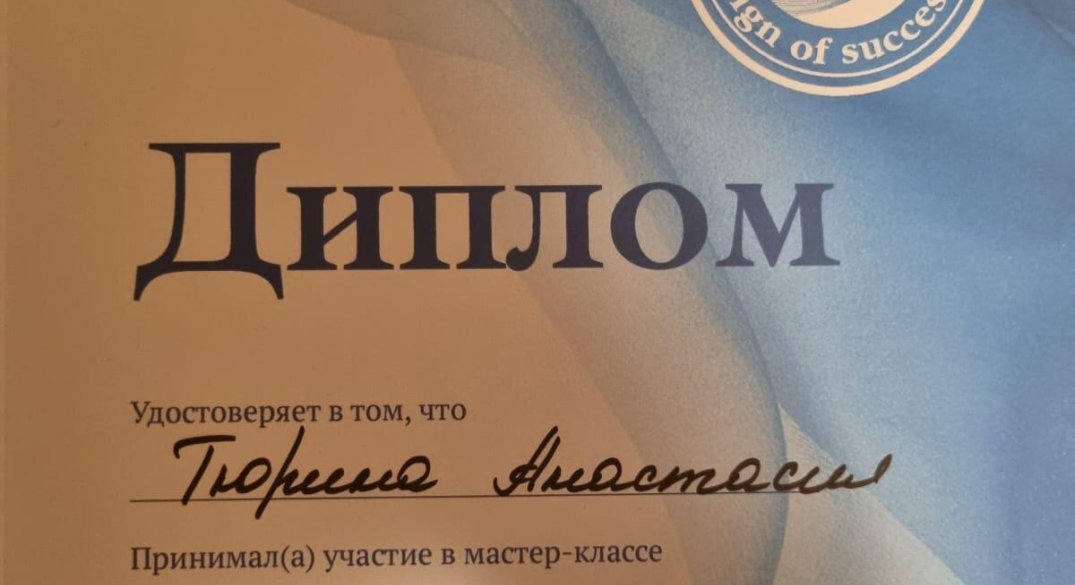 ign of succes
Диплом
Удостоверяет в том, что
Тюрина Анастасия
Принимал(а) участие в мастер-классе